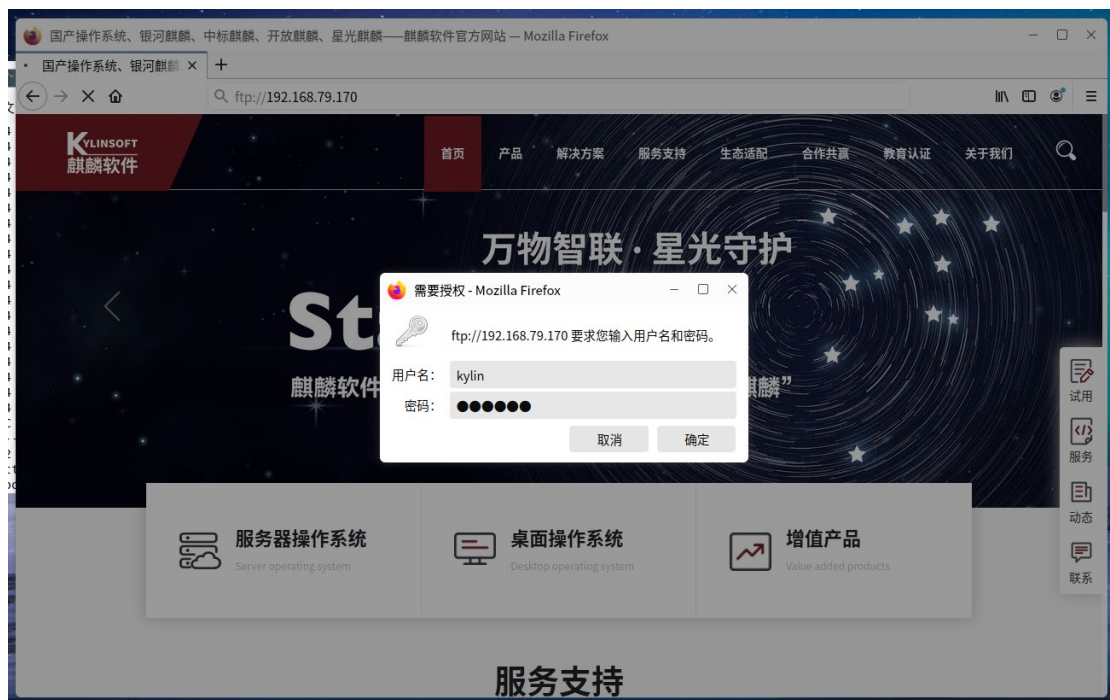 国产操作系统、银河麒麟、中标麒麟、开放麒麟、星光麒麟——麒麟软件官方网站 — Mozilla Firefox
国产操作系统、银河麒麟
ftp://192.168.79.170
KYLINSOFT
麒麟软件
首页 产品 解决方案 服务支持 生态适配 合作共赢 教育认证 关于我们
万物智联·星光守护
St
需要授权 - Mozilla Firefox
ftp://192.168.79.170 要求您输入用户名和密码。
用户名: kylin
密码: ●●●●●●
取消 确定
麒麟软件
麟”
试用
服务
动态
联系
服务器操作系统 桌面操作系统 增值产品
Server operating system Desktop operating system Value added products
服务支持